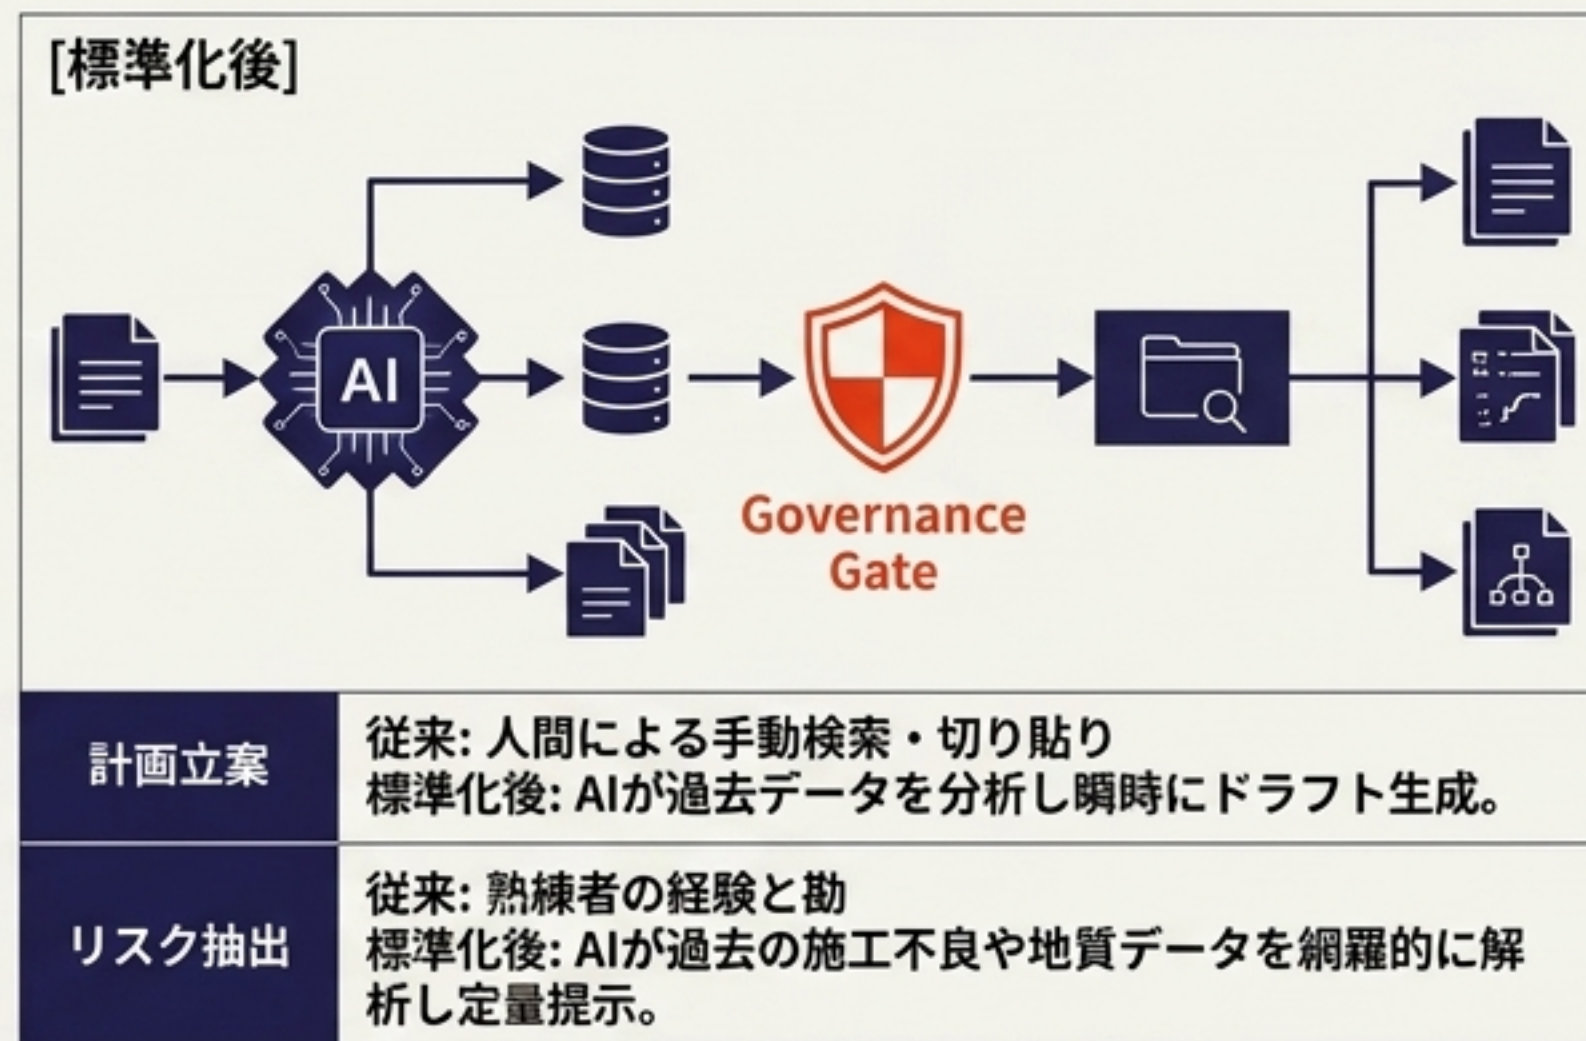 [標準化後]
AI
Governance
Gate
計画立案
従来: 人間による手動検索・切り貼り
標準化後: AIが過去データを分析し瞬時にドラフト生成。
リスク抽出
従来: 熟練者の経験と勘
標準化後: AIが過去の施工不良や地質データを網羅的に解
析し定量提示。